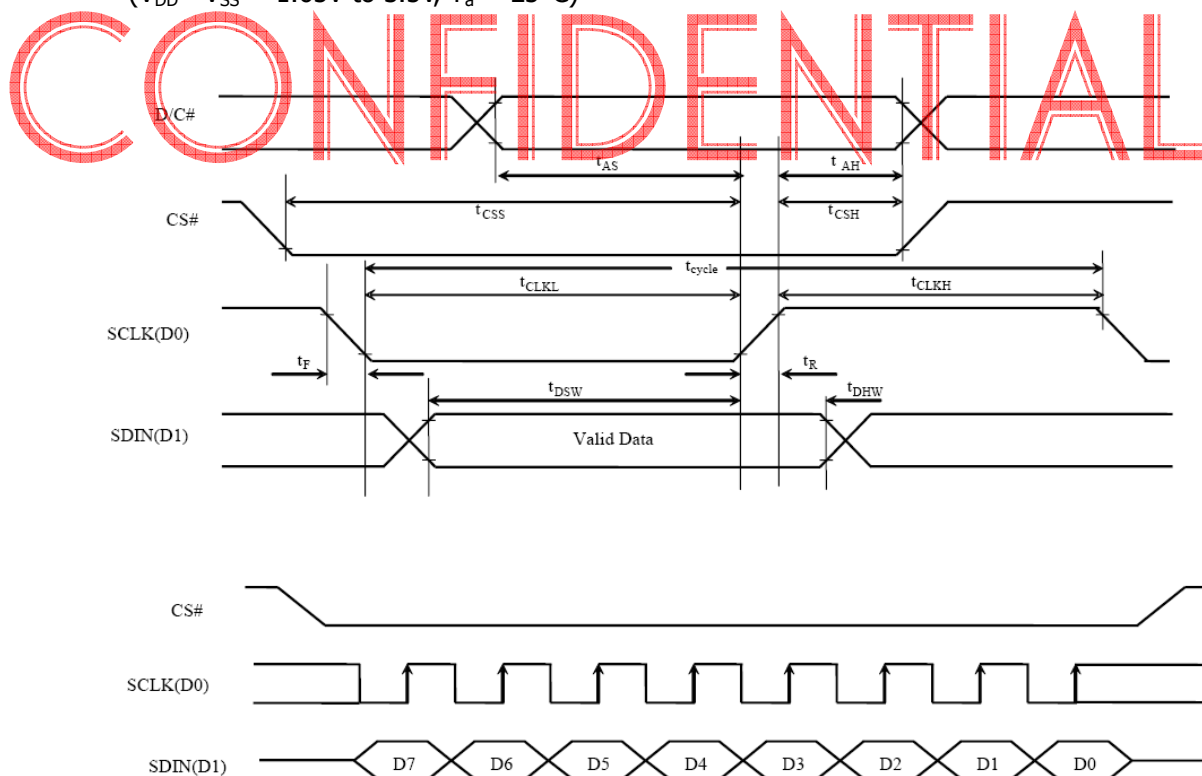 CONFIDENTIAL
D/C#
tAS
tAH
CS#
tCSS
tCSH
tcycle
tCLKL
tCLKH
SCLK(D0)
tF
tR
tDSW
tDHW
SDIN(D1)
Valid Data
CS#
SCLK(D0)
SDIN(D1)
D7 D6 D5 D4 D3 D2 D1 D0